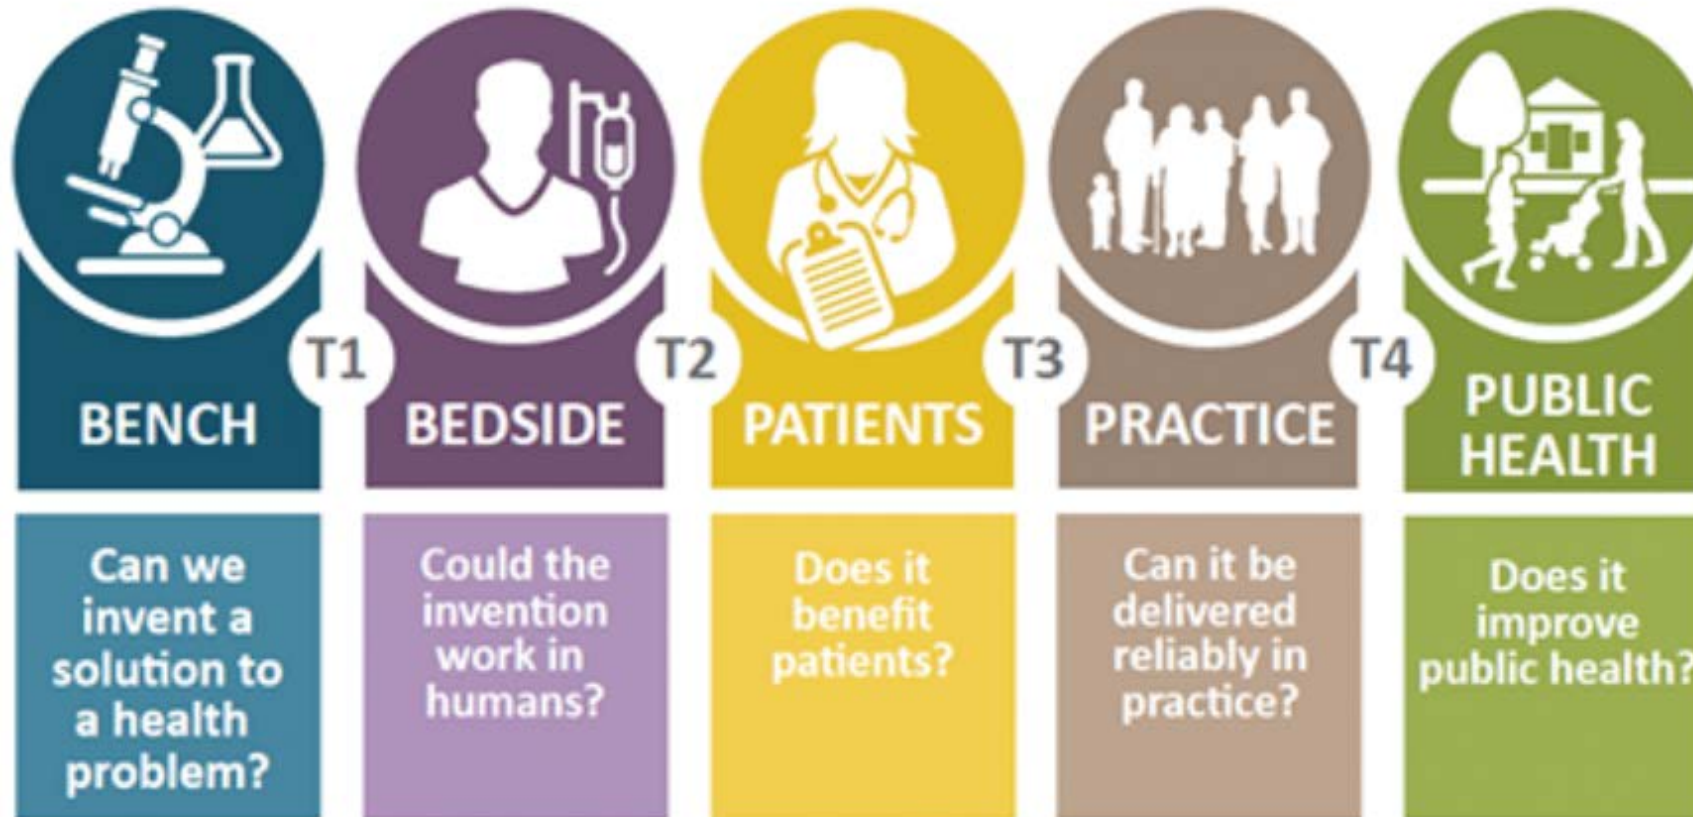 BENCH
T1
BEDSIDE
T2
PATIENTS
T3
PRACTICE
T4
PUBLIC
HEALTH
Can we
invent a
solution to
a health
problem?
Could the
invention
work in
humans?
Does it
benefit
patients?
Can it be
delivered
reliably in
practice?
Does it
improve
public health?